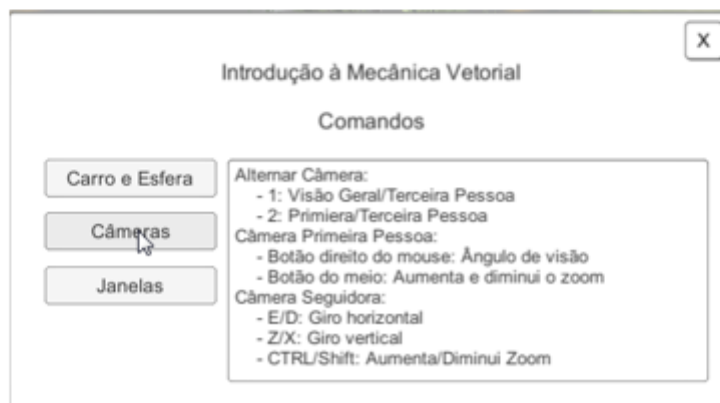 X
Introdução à Mecânica Vetorial
Comandos
Carro e Esfera
Câmeras
Janelas
Alternar Câmera:
- 1: Visão Geral/Terceira Pessoa
- 2: Primiera/Terceira Pessoa
Câmera Primeira Pessoa:
- Botão direito do mouse: Ângulo de visão
- Botão do meio: Aumenta e diminui o zoom
Câmera Seguidora:
- E/D: Giro horizontal
- Z/X: Giro vertical
- CTRL/Shift: Aumenta/Diminui Zoom